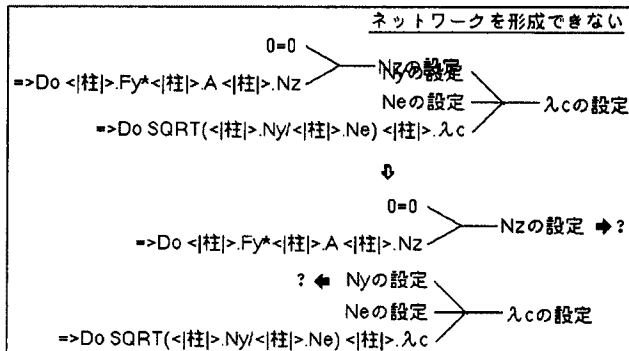 ネットワークを形成できない
0=0
Nzの設定
Nyの設定
=>Do <|柱|>.Fy*<|柱|>.A <|柱|>.Nz
Neの設定
λcの設定
=>Do SQRT(<|柱|>.Ny/<|柱|>.Ne) <|柱|>.λc
⇩
0=0
Nzの設定 ➡?
=>Do <|柱|>.Fy*<|柱|>.A <|柱|>.Nz
? ⬅ Nyの設定
Neの設定
λcの設定
=>Do SQRT(<|柱|>.Ny/<|柱|>.Ne) <|柱|>.λc